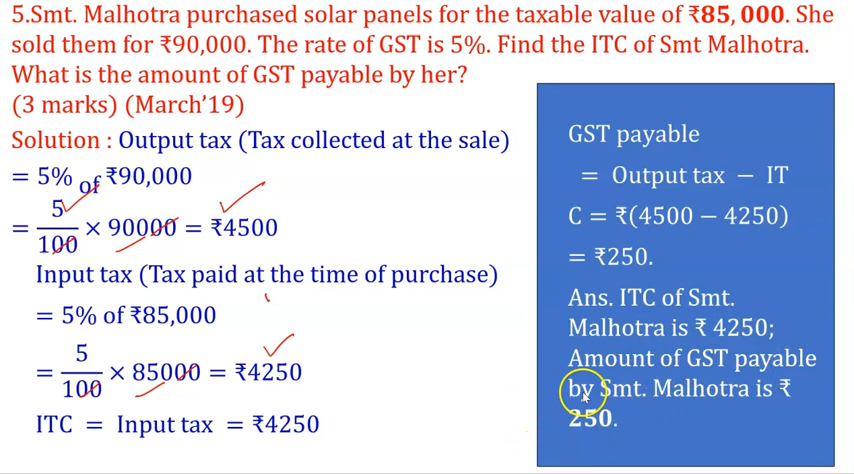 5.Smt. Malhotra purchased solar panels for the taxable value of ₹85, 000. She
sold them for ₹90,000. The rate of GST is 5%. Find the ITC of Smt Malhotra.
What is the amount of GST payable by her?
(3 marks) (March’19)
Solution : Output tax (Tax collected at the sale)
= 5% of ₹90,000
= 5/100 × 90000 = ₹4500
Input tax (Tax paid at the time of purchase)
= 5% of ₹85,000
= 5/100 × 85000 = ₹4250
ITC = Input tax = ₹4250
GST payable
= Output tax − IT
C = ₹(4500 − 4250)
= ₹250.
Ans. ITC of Smt.
Malhotra is ₹ 4250;
Amount of GST payable
by Smt. Malhotra is ₹
250.